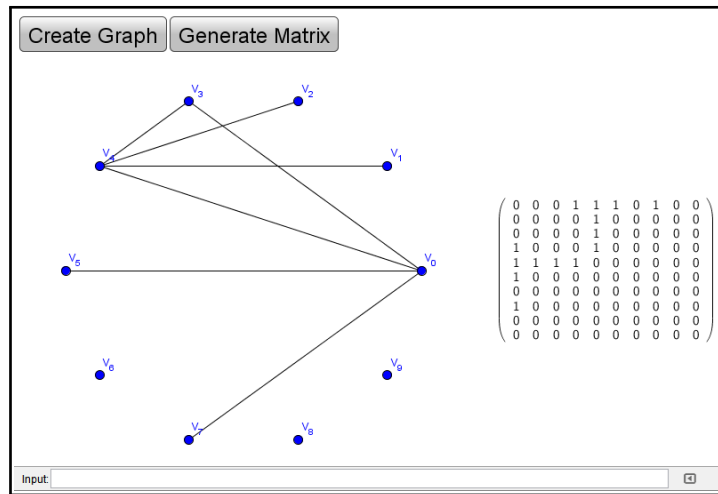 Create Graph Generate Matrix
V3 V2
V4 V1
V5 V0
V6 V9
V7 V8
0 0 0 1 1 1 0 1 0 0
0 0 0 0 1 0 0 0 0 0
0 0 0 0 1 0 0 0 0 0
1 0 0 0 1 0 0 0 0 0
1 1 1 1 0 0 0 0 0 0
1 0 0 0 0 0 0 0 0 0
0 0 0 0 0 0 0 0 0 0
1 0 0 0 0 0 0 0 0 0
0 0 0 0 0 0 0 0 0 0
0 0 0 0 0 0 0 0 0 0
Input: